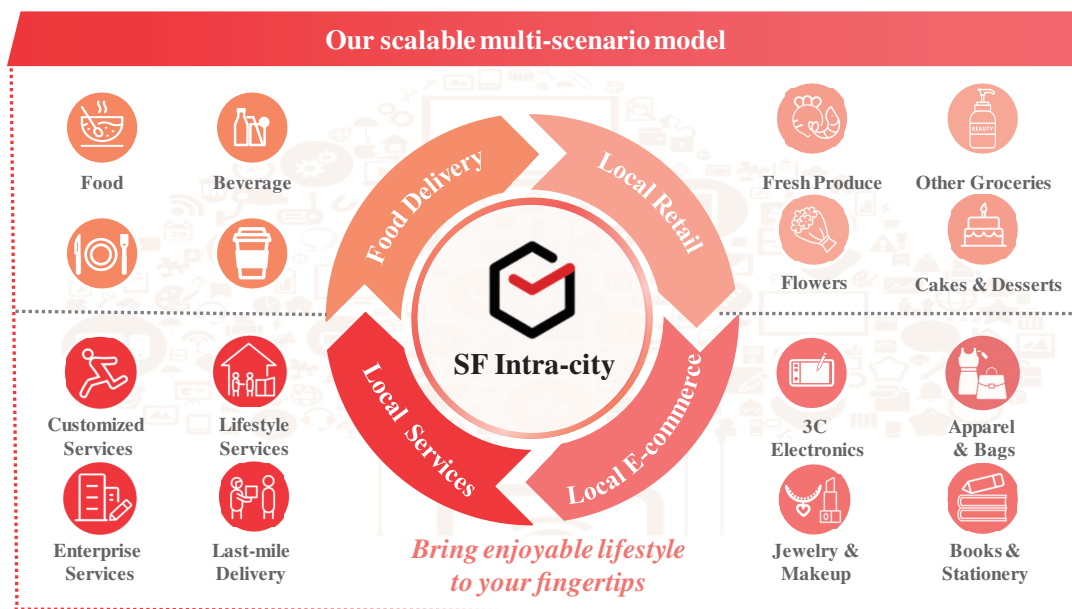 Our scalable multi-scenario model
Food
Beverage
Food Delivery
Local Retail
Fresh Produce
Other Groceries
BEAUTY
Flowers
Cakes & Desserts
SF Intra-city
Customized
Services
Lifestyle
Services
Enterprise
Services
Last-mile
Delivery
Local Services
Local E-commerce
3C
Electronics
Apparel
& Bags
Jewelry &
Makeup
Books &
Stationery
Bring enjoyable lifestyle
to your fingertips